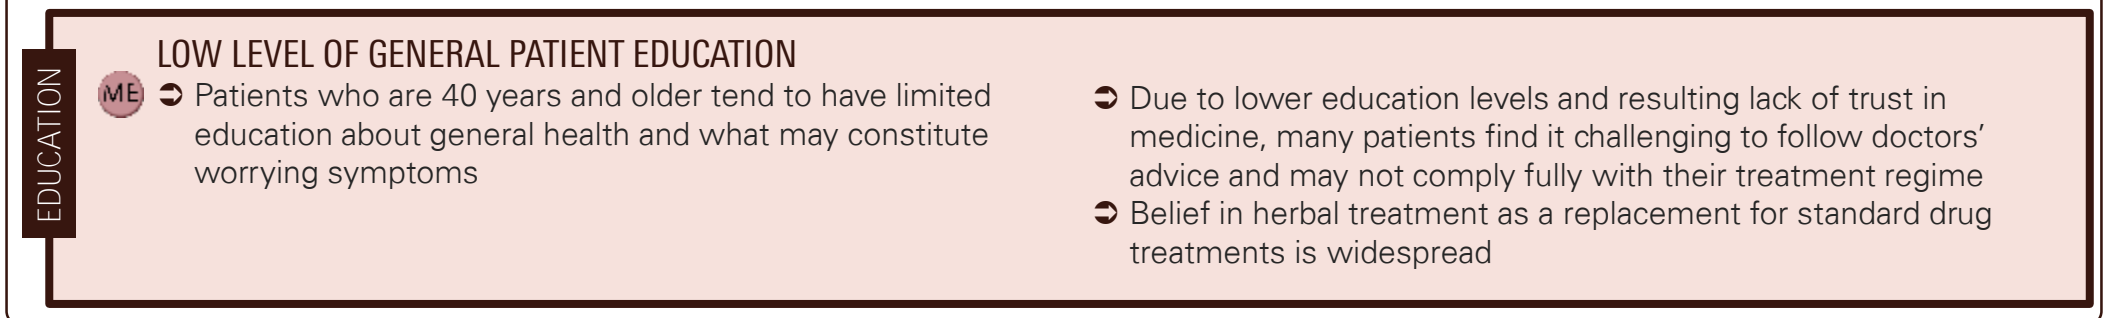 EDUCATION
LOW LEVEL OF GENERAL PATIENT EDUCATION
ME
➲ Patients who are 40 years and older tend to have limited
education about general health and what may constitute
worrying symptoms
➲ Due to lower education levels and resulting lack of trust in
medicine, many patients find it challenging to follow doctors’
advice and may not comply fully with their treatment regime
➲ Belief in herbal treatment as a replacement for standard drug
treatments is widespread